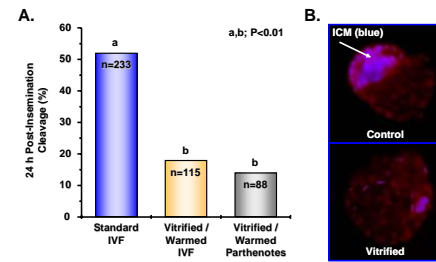 A.
60
50
40
30
20
10
0
24 h Post-Insemination
Cleavage (%)
a
n=233
b
n=115
b
n=88
a,b; P<0.01
Standard
IVF
Vitrified /
Warmed
IVF
Vitrified /
Warmed
Parthenotes
B.
ICM (blue)
Control
Vitrified